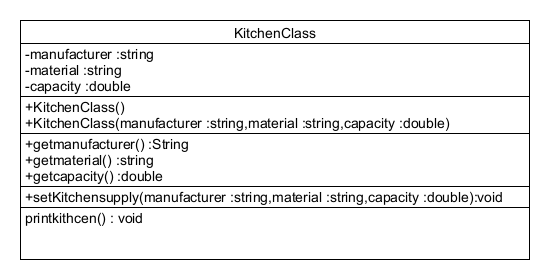 KitchenClass
-manufacturer :string
-material :string
-capacity :double
+KitchenClass()
+KitchenClass(manufacturer :string,material :string,capacity :double)
+getmanufacturer() :String
+getmaterial() :string
+getcapacity() :double
+setKitchensupply(manufacturer :string,material :string,capacity :double):void
printkithcen() : void